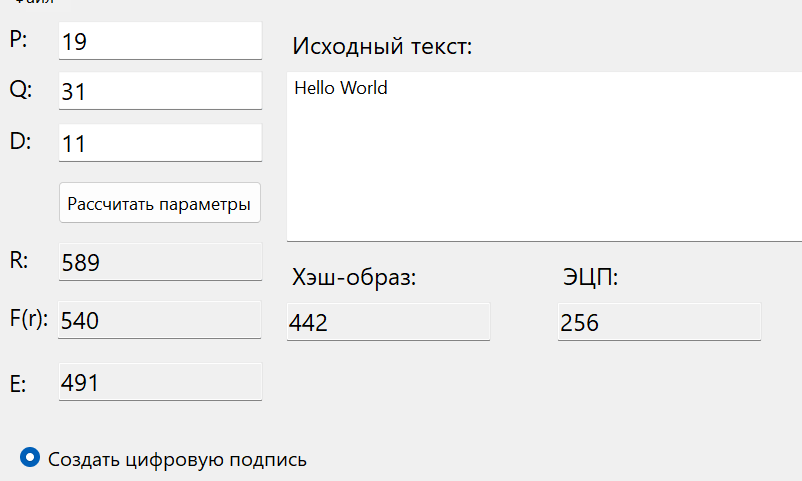 Файл
P: 19
Исходный текст:
Q: 31
Hello World
D: 11
Рассчитать параметры
R: 589
Хэш-образ:
ЭЦП:
F(r): 540
442
256
E: 491
Создать цифровую подпись